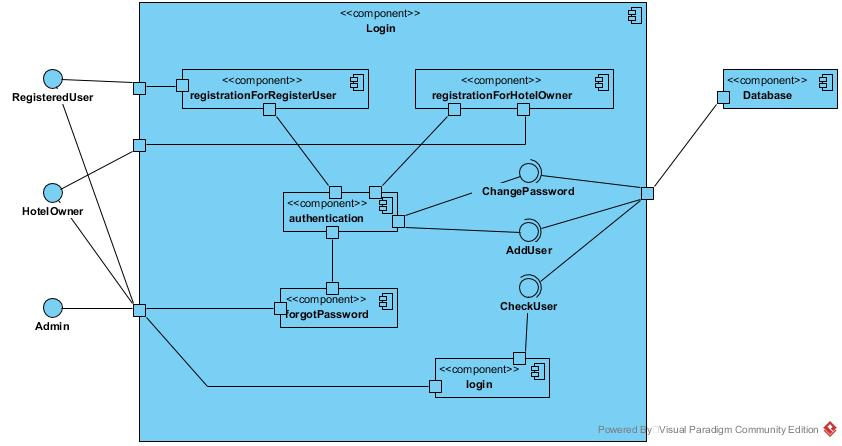 <<component>>
Login
<<component>>
registrationForRegisterUser
<<component>>
registrationForHotelOwner
<<component>>
Database
RegisteredUser
HotelOwner
Admin
<<component>>
authentication
ChangePassword
AddUser
CheckUser
<<component>>
forgotPassword
<<component>>
login
Powered By Visual Paradigm Community Edition